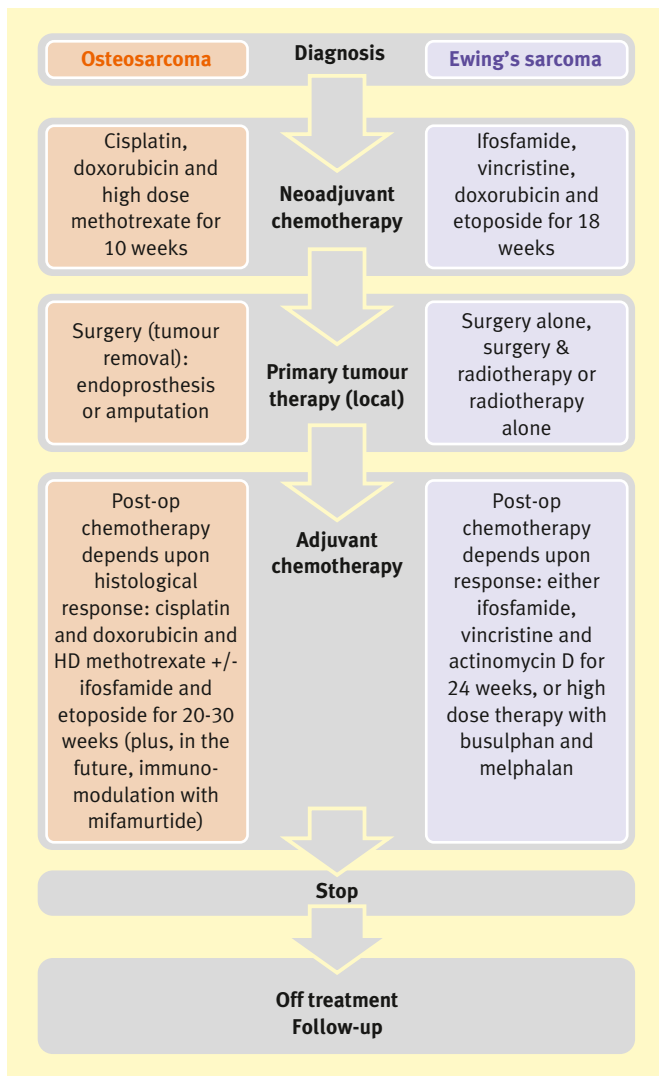 Osteosarcoma
Diagnosis
Ewing's sarcoma
Cisplatin,
doxorubicin and
high dose
methotrexate for
10 weeks
Neoadjuvant
chemotherapy
Ifosfamide,
vincristine,
doxorubicin and
etoposide for 18
weeks
Surgery (tumour
removal):
endoprosthesis
or amputation
Primary tumour
therapy (local)
Surgery alone,
surgery &
radiotherapy or
radiotherapy
alone
Post-op
chemotherapy
depends upon
histological
response: cisplatin
and doxorubicin and
HD methotrexate +/-
ifosfamide and
etoposide for 20-30
weeks (plus, in the
future, immuno-
modulation with
mifamurtide)
Adjuvant
chemotherapy
Post-op
chemotherapy
depends upon
response: either
ifosfamide,
vincristine and
actinomycin D for
24 weeks, or high
dose therapy with
busulphan and
melphalan
Stop
Off treatment
Follow-up